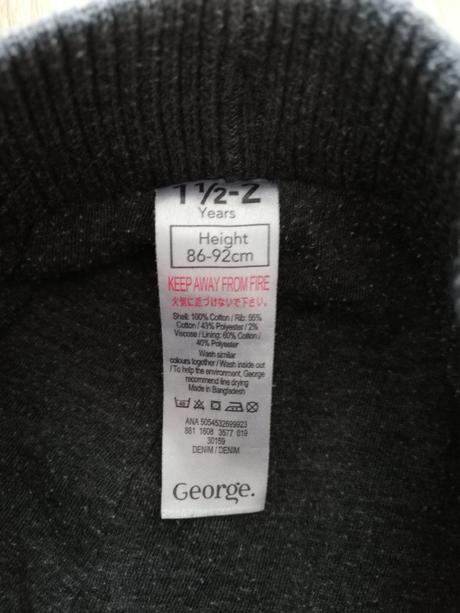 1 ½-2
Years
Height
86-92cm
KEEP AWAY FROM FIRE
火気に近づけないで下さい。
Shell: 100% Cotton / Rib: 55%
Cotton / 43% Polyester / 2%
Viscose / Lining: 60% Cotton /
40% Polyester
Wash similar
colours together / Wash inside out
/ To help the environment, George
recommend line drying
Made in Bangladesh
ANA 5054532699923
881 1608 3577 019
30159
DENIM / DENIM
George.